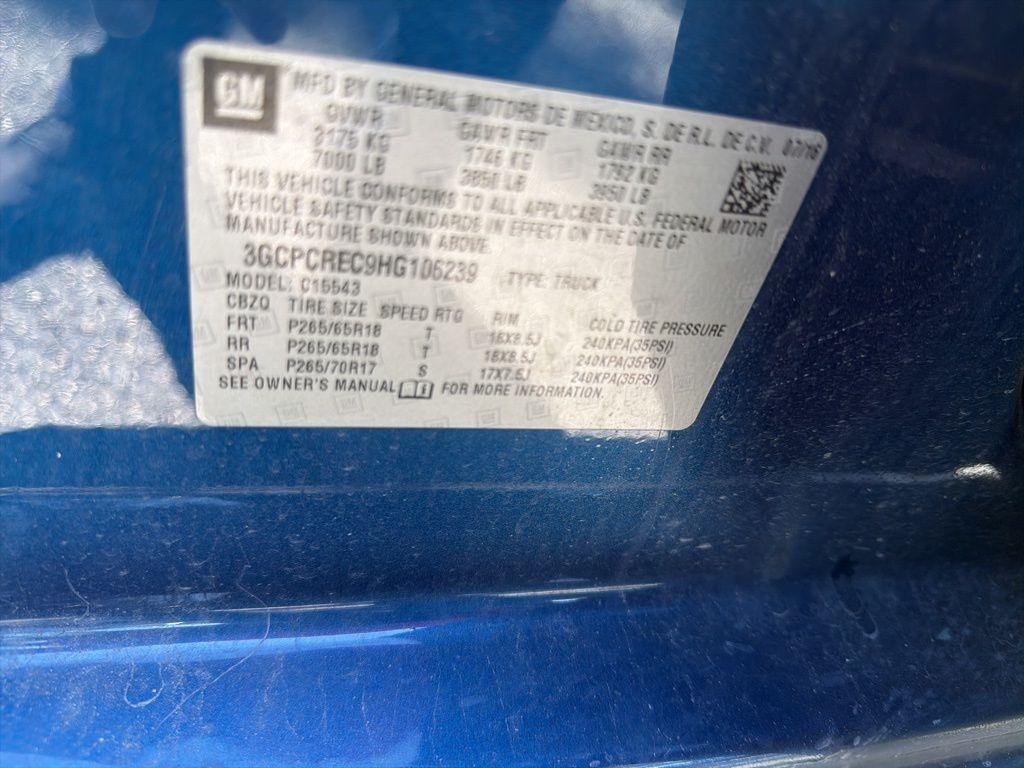 GM MFD BY GENERAL MOTORS DE MEXICO, S. DE R.L. DE C.V. 07/16
GVWR GAWR FRT GAWR RR
3175 KG 1746 KG 1792 KG
7000 LB 3850 LB 3950 LB
THIS VEHICLE CONFORMS TO ALL APPLICABLE U.S. FEDERAL MOTOR
VEHICLE SAFETY STANDARDS IN EFFECT ON THE DATE OF
MANUFACTURE SHOWN ABOVE.
3GCPCREC9HG106239 TYPE: TRUCK
MODEL: C15543
CBZQ TIRE SIZE SPEED RTG RIM COLD TIRE PRESSURE
FRT P265/65R18 T 18X8.5J 240KPA(35PSI)
RR P265/65R18 T 18X8.5J 240KPA(35PSI)
SPA P265/70R17 S 17X7.5J 240KPA(35PSI)
SEE OWNER'S MANUAL FOR MORE INFORMATION.